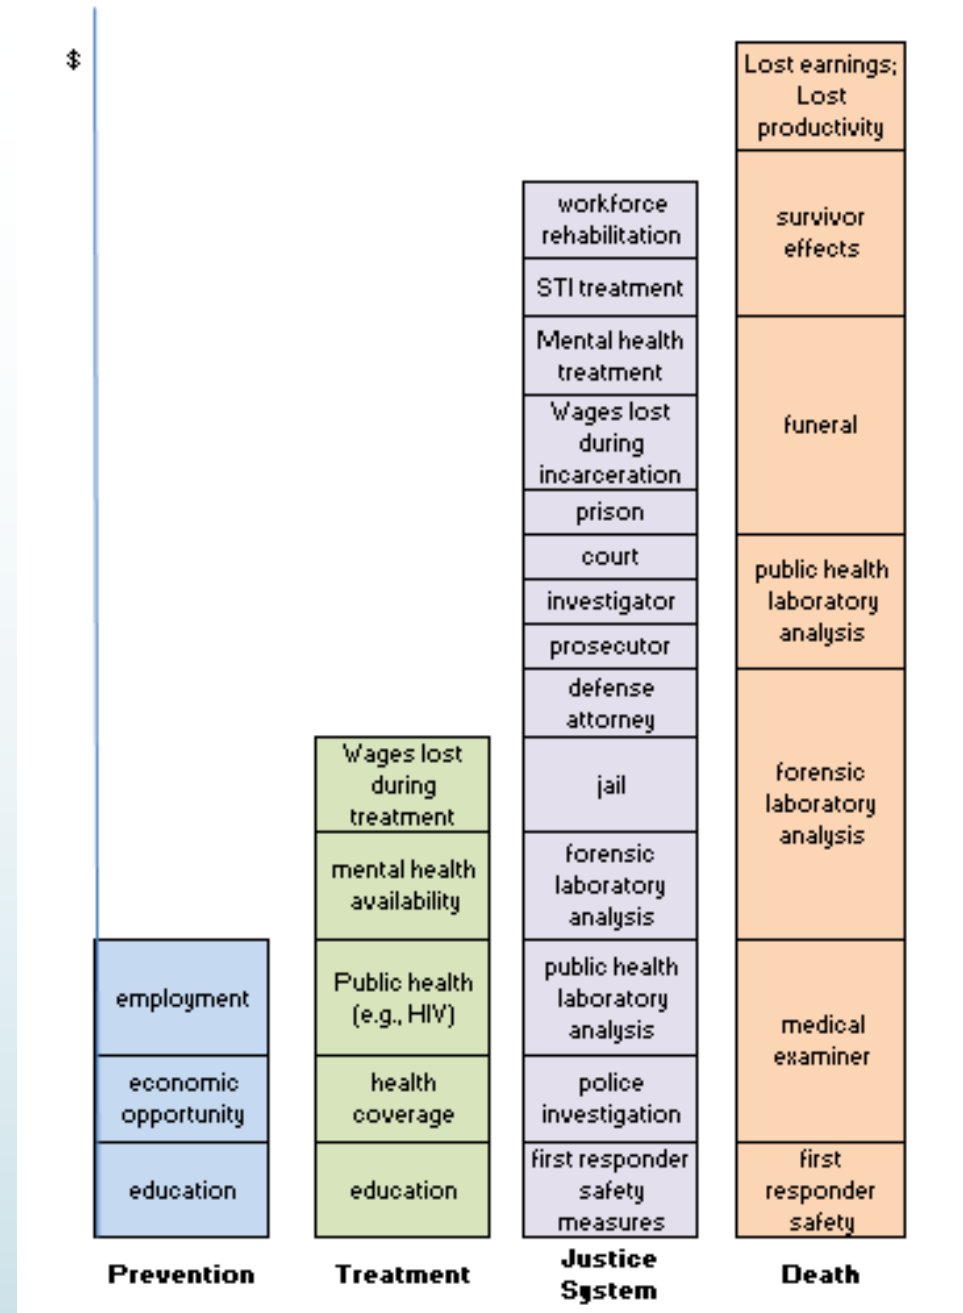 $
employment
economic
opportunity
education
Prevention
Wages lost
during
treatment
mental health
availability
Public health
(e.g., HIV)
health
coverage
education
Treatment
workforce
rehabilitation
STI treatment
Mental health
treatment
Wages lost
during
incarceration
prison
court
investigator
prosecutor
defense
attorney
jail
forensic
laboratory
analysis
public health
laboratory
analysis
police
investigation
first responder
safety
measures
Justice
System
Lost earnings;
Lost
productivity
survivor
effects
funeral
public health
laboratory
analysis
forensic
laboratory
analysis
medical
examiner
first
responder
safety
Death